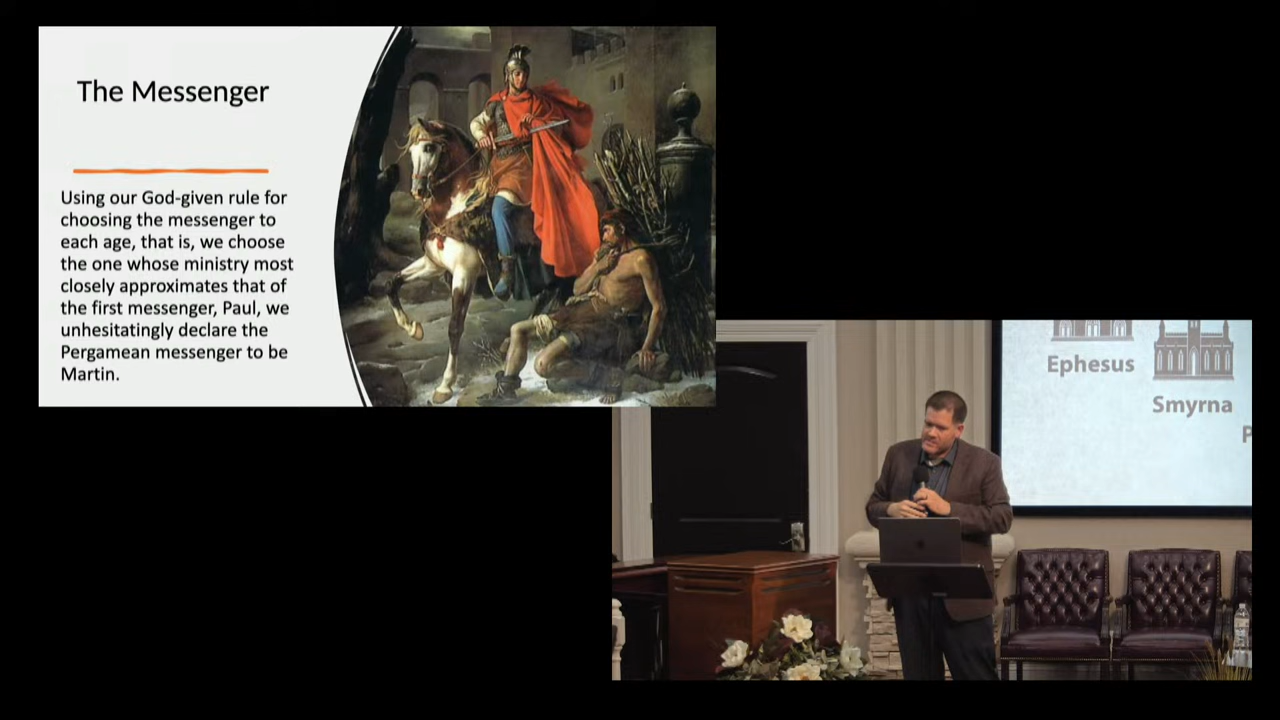 The Messenger
Using our God-given rule for
choosing the messenger to
each age, that is, we choose
the one whose ministry most
closely approximates that of
the first messenger, Paul, we
unhesitatingly declare the
Pergamean messenger to be
Martin.
Ephesus
Smyrna
P